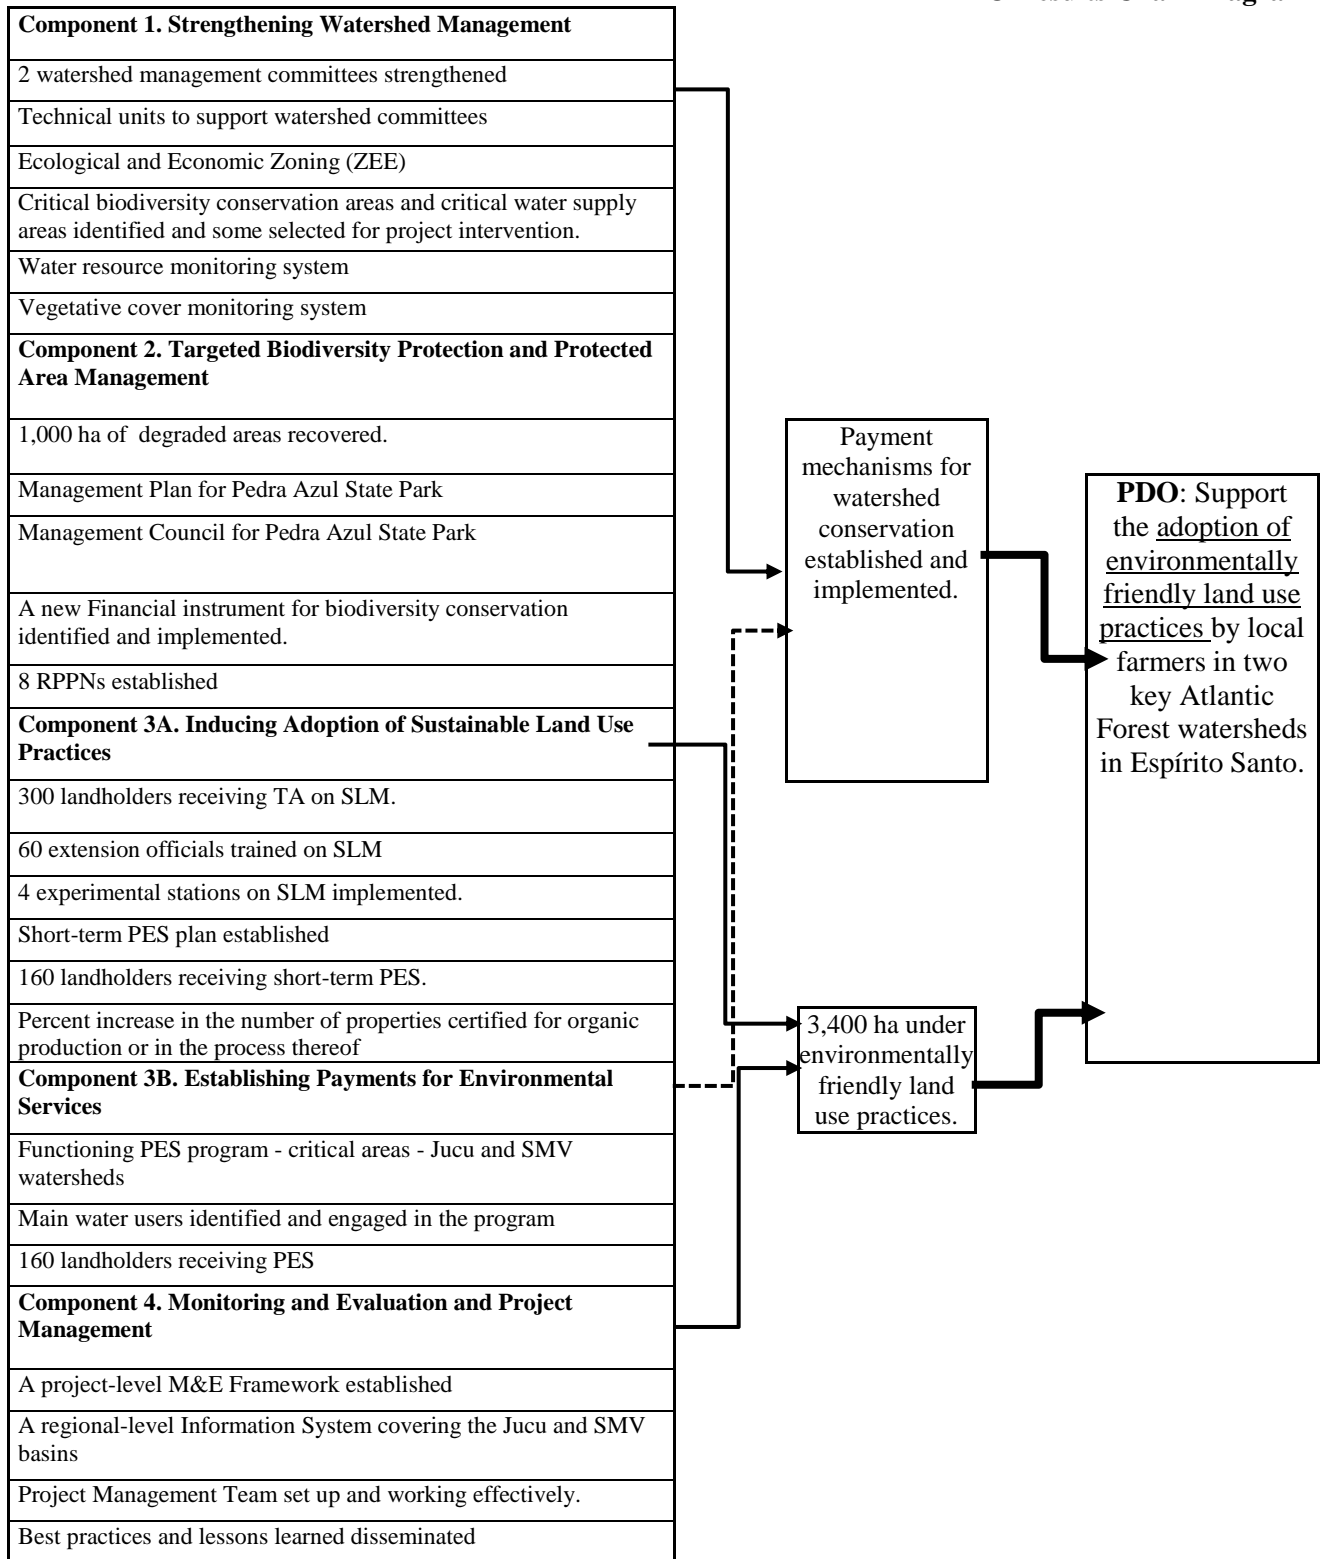 Component 1. Strengthening Watershed Management
2 watershed management committees strengthened
Technical units to support watershed committees
Ecological and Economic Zoning (ZEE)
Critical biodiversity conservation areas and critical water supply
areas identified and some selected for project intervention.
Water resource monitoring system
Vegetative cover monitoring system
Component 2. Targeted Biodiversity Protection and Protected
Area Management
1,000 ha of degraded areas recovered.
Management Plan for Pedra Azul State Park
Management Council for Pedra Azul State Park
A new Financial instrument for biodiversity conservation
identified and implemented.
8 RPPNs established
Component 3A. Inducing Adoption of Sustainable Land Use
Practices
300 landholders receiving TA on SLM.
60 extension officials trained on SLM
4 experimental stations on SLM implemented.
Short-term PES plan established
160 landholders receiving short-term PES.
Percent increase in the number of properties certified for organic
production or in the process thereof
Component 3B. Establishing Payments for Environmental
Services
Functioning PES program - critical areas - Jucu and SMV
watersheds
Main water users identified and engaged in the program
160 landholders receiving PES
Component 4. Monitoring and Evaluation and Project
Management
A project-level M&E Framework established
A regional-level Information System covering the Jucu and SMV
basins
Project Management Team set up and working effectively.
Best practices and lessons learned disseminated
Payment
mechanisms for
watershed
conservation
established and
implemented.
3,400 ha under
environmentally
friendly land
use practices.
PDO: Support
the adoption of
environmentally
friendly land use
practices by local
farmers in two
key Atlantic
Forest watersheds
in Espírito Santo.